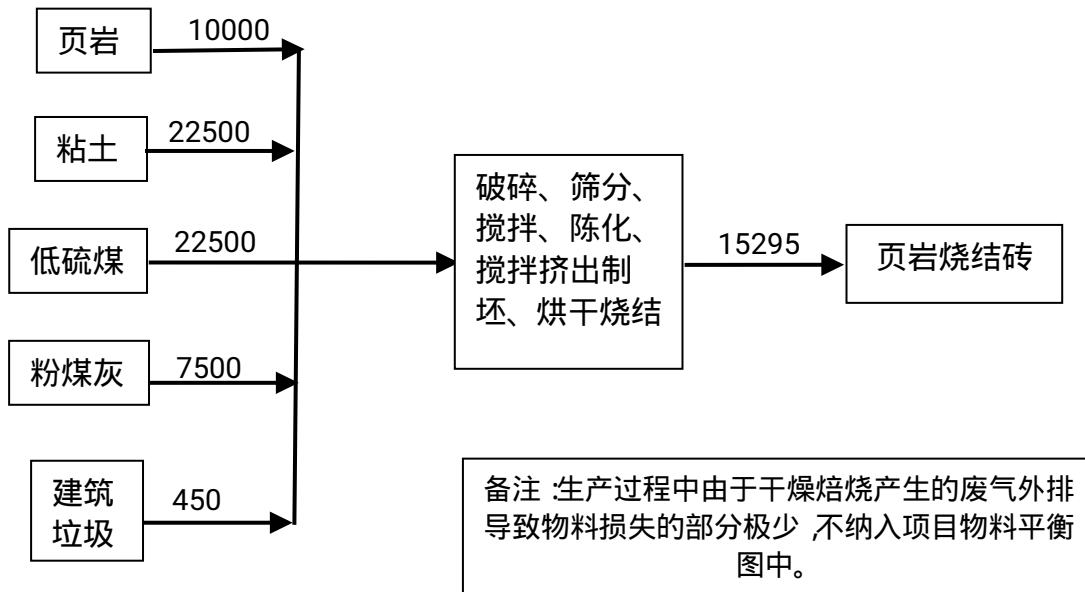 页岩
10000
粘土
22500
低硫煤
22500
粉煤灰
7500
建筑
垃圾
450
破碎、筛分、
搅拌、陈化、
搅拌挤出制
坯、烘干烧结
15295
页岩烧结砖
备注：生产过程中由于干燥焙烧产生的废气外排
导致物料损失的部分极少，不纳入项目物料平衡
图中。